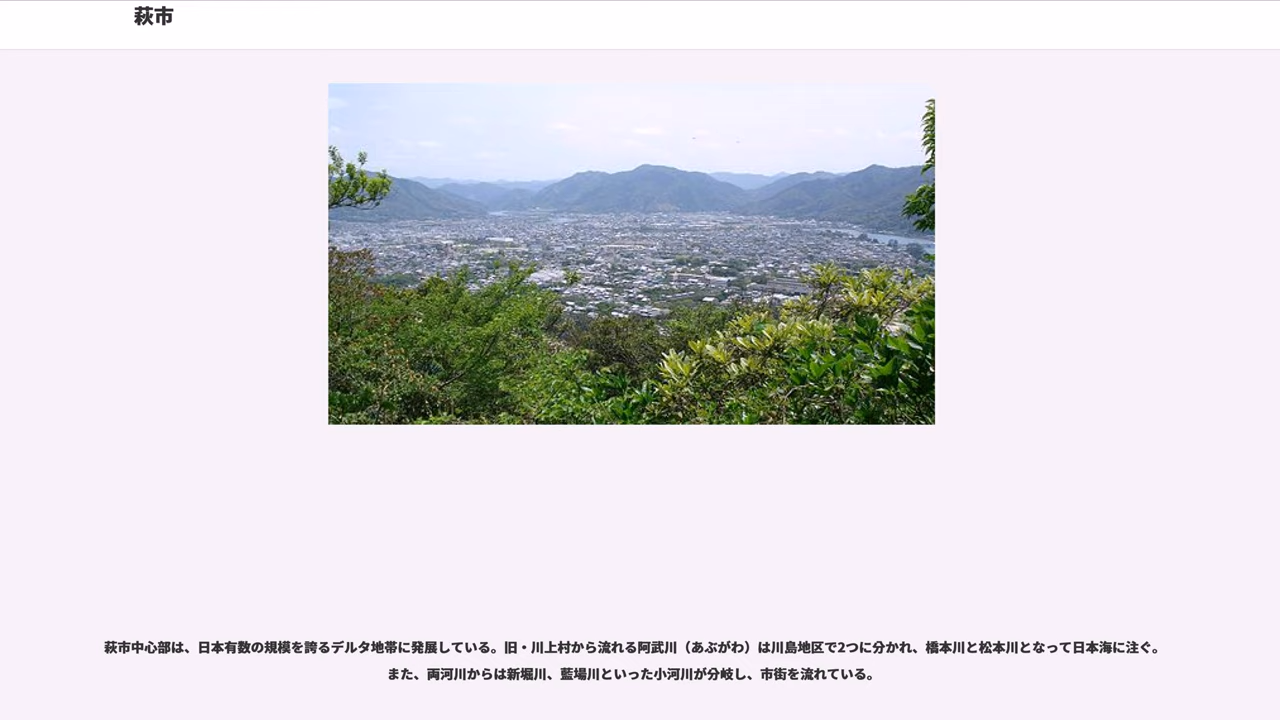 萩市
萩市中心部は、日本有数の規模を誇るデルタ地帯に発展している。旧・川上村から流れる阿武川（あぶがわ）は川島地区で2つに分かれ、橋本川と松本川となって日本海に注ぐ。
また、両河川からは新堀川、藍場川といった小河川が分岐し、市街を流れている。